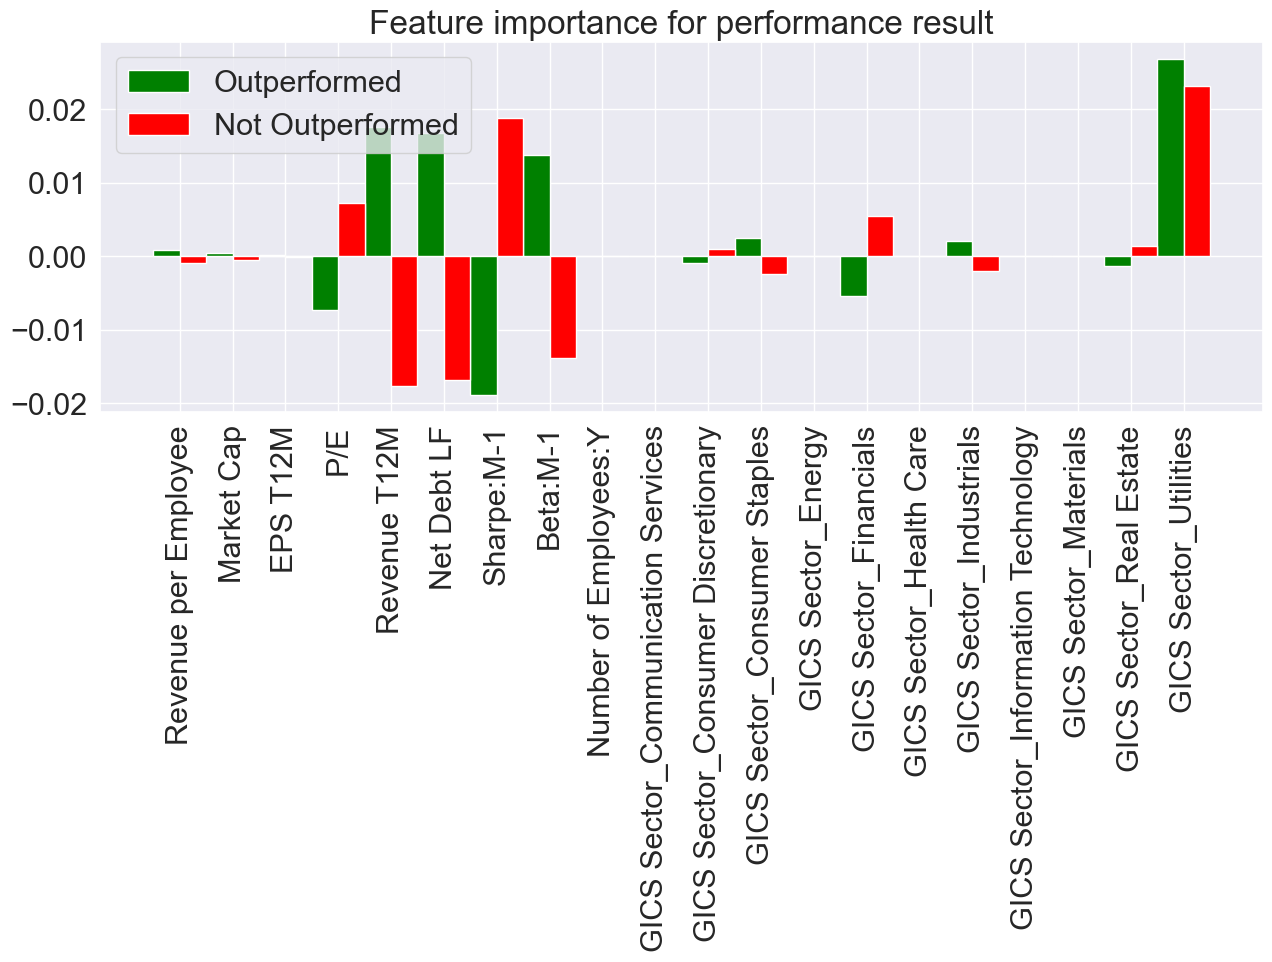 Feature importance for performance result
Outperformed
Not Outperformed
0.02
0.01
0.00
−0.01
−0.02
Revenue per Employee
Market Cap
EPS T12M
P/E
Revenue T12M
Net Debt LF
Sharpe:M-1
Beta:M-1
Number of Employees:Y
GICS Sector_Communication Services
GICS Sector_Consumer Discretionary
GICS Sector_Consumer Staples
GICS Sector_Energy
GICS Sector_Financials
GICS Sector_Health Care
GICS Sector_Industrials
GICS Sector_Information Technology
GICS Sector_Materials
GICS Sector_Real Estate
GICS Sector_Utilities